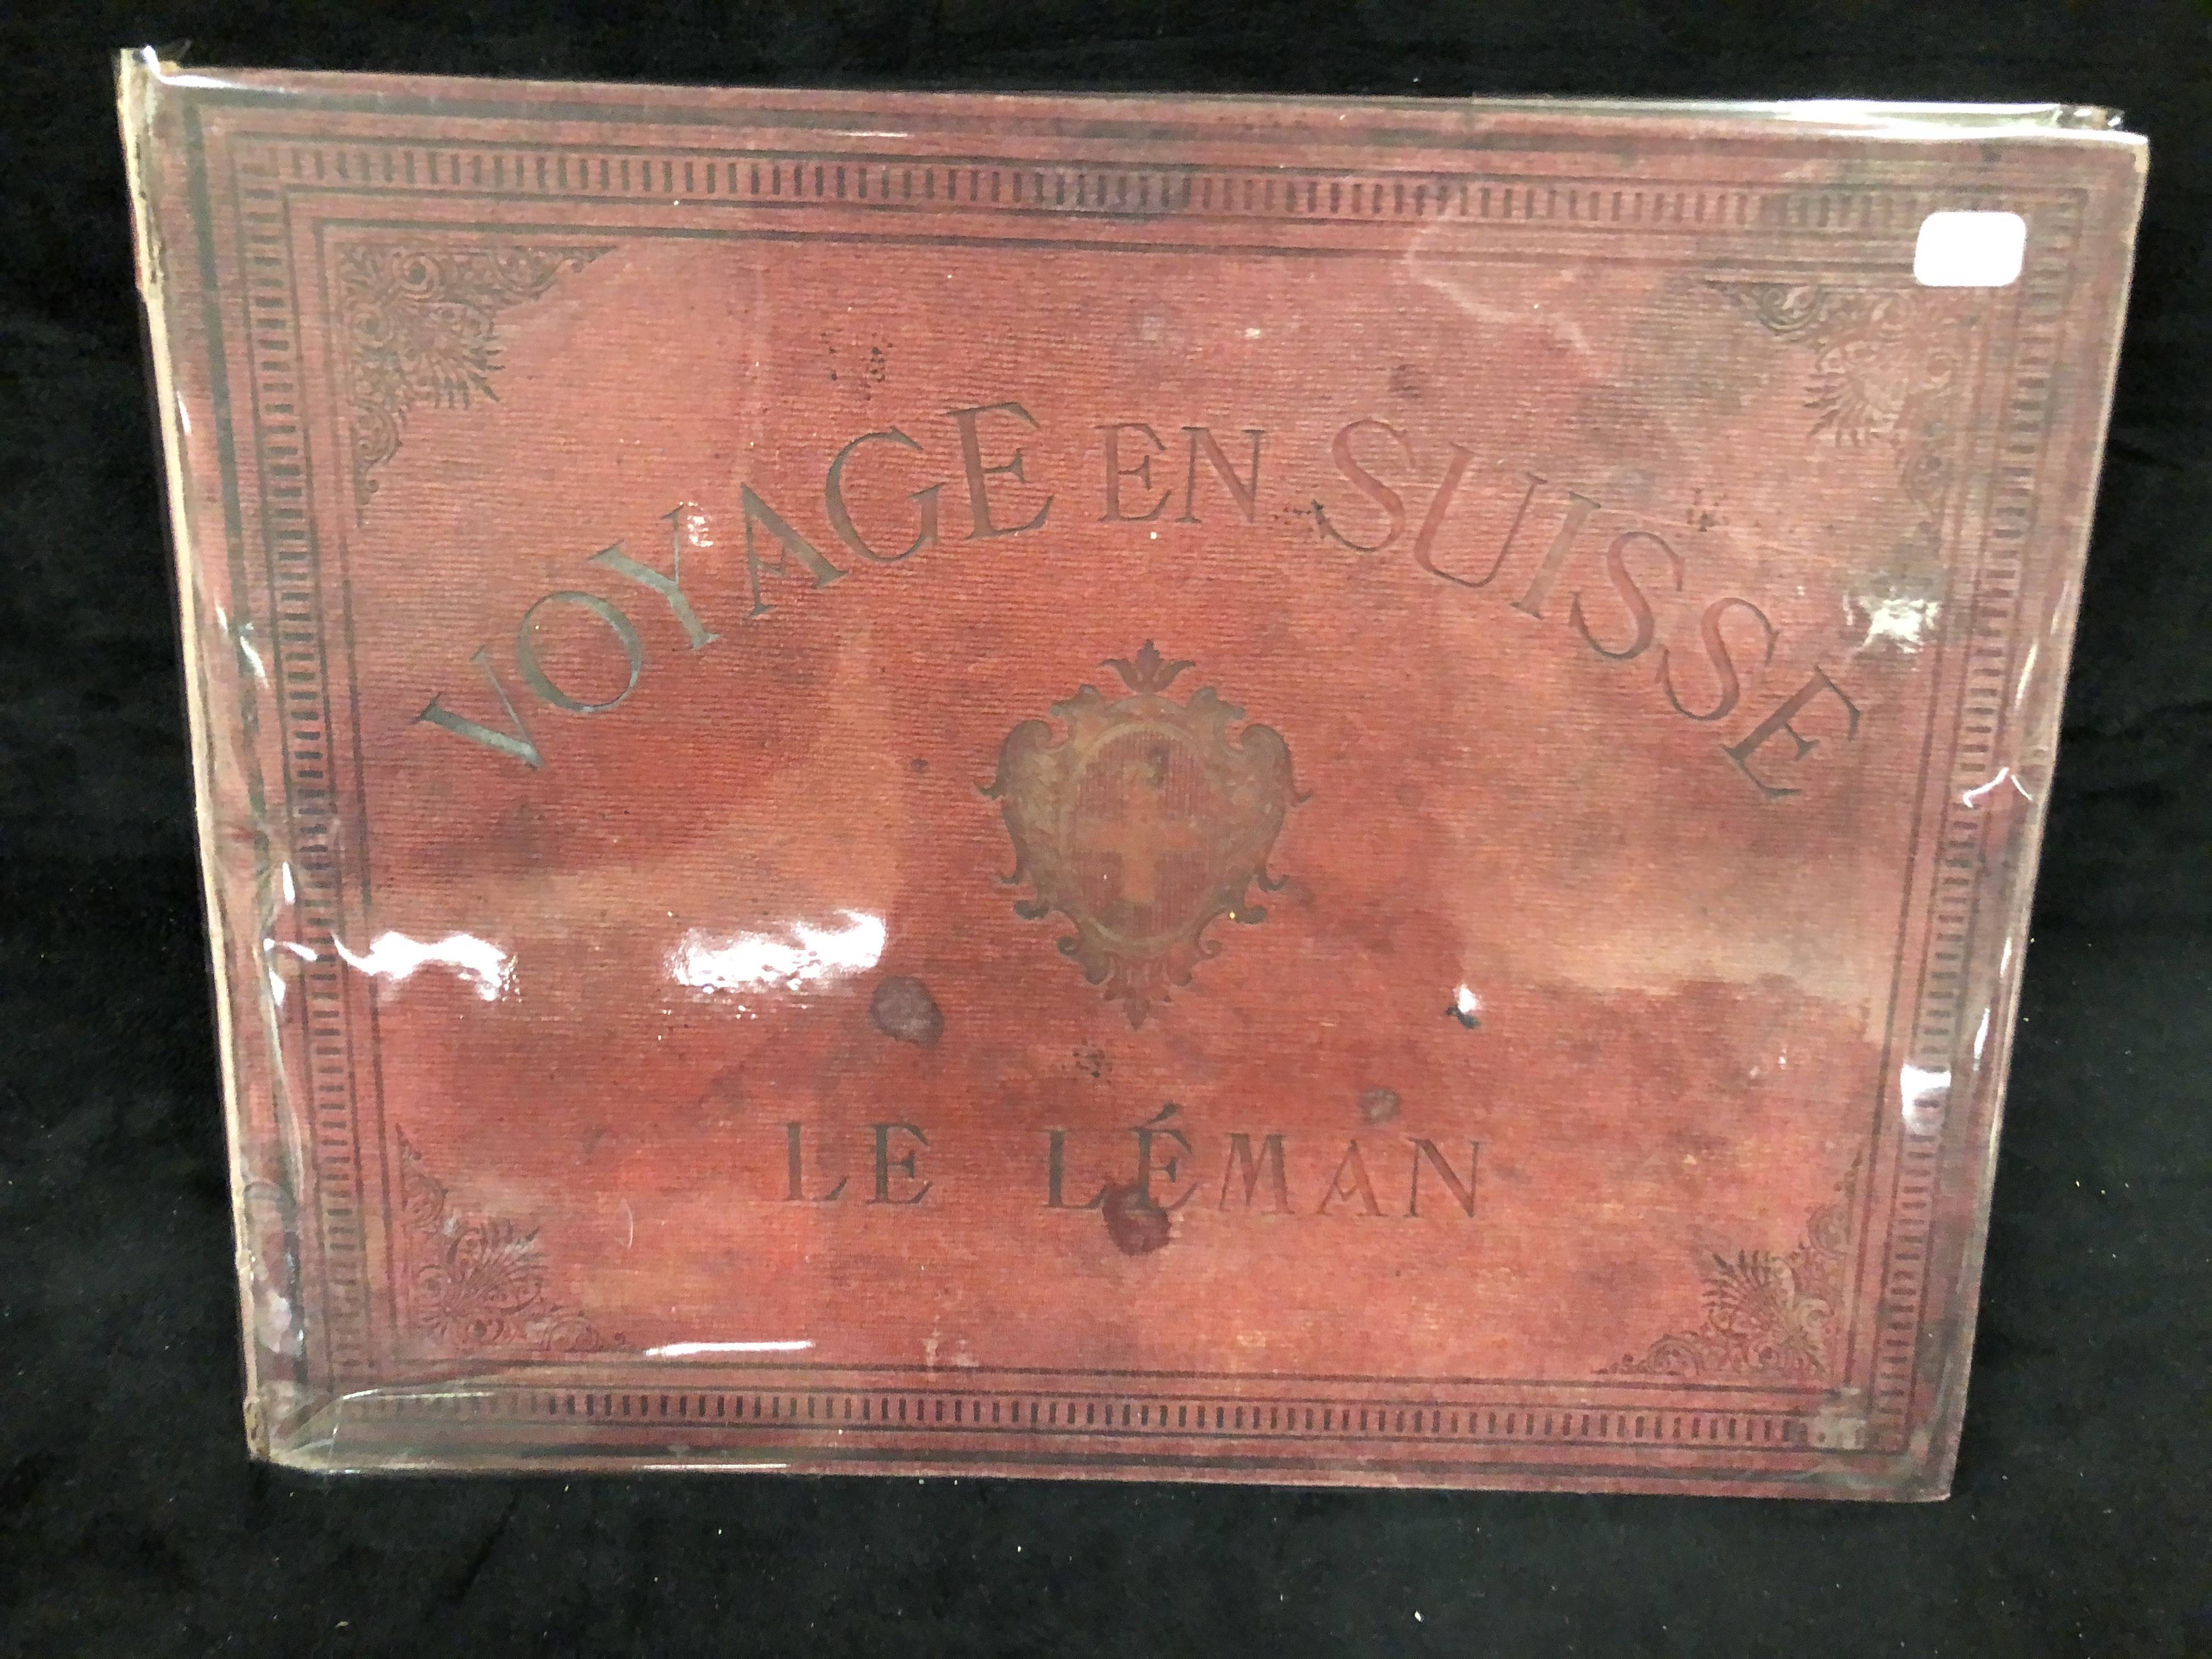 VOYAGE EN SUISSE
LE LÉMAN